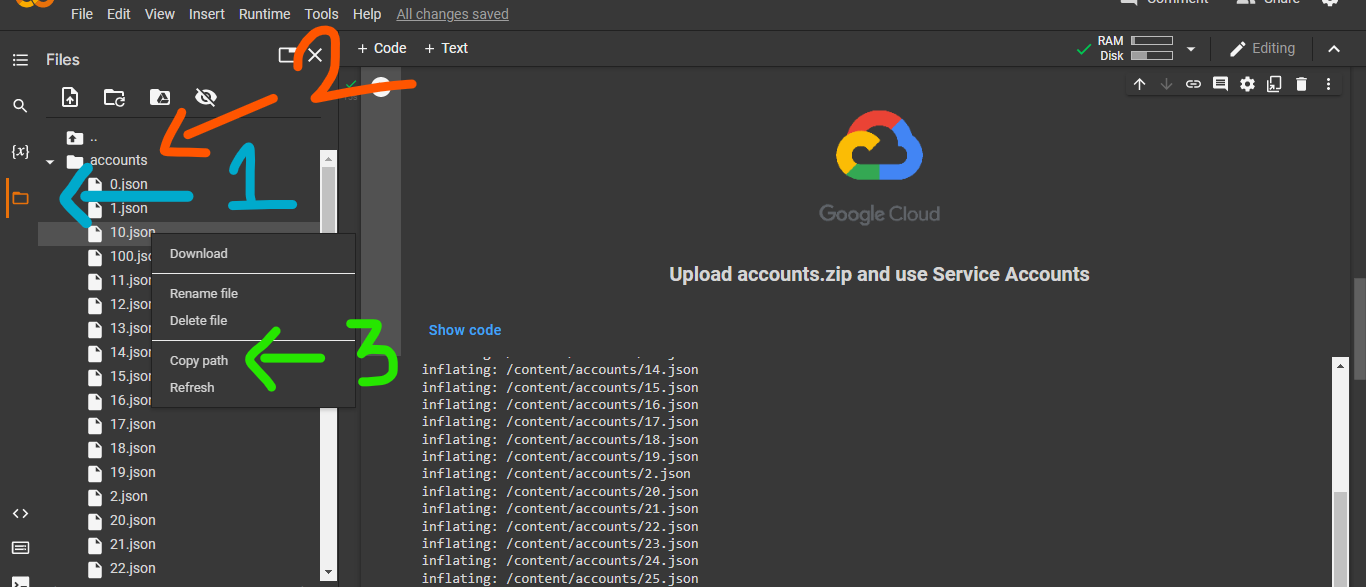 Comment Share
File Edit View Insert Runtime Tools Help All changes saved
Files
+ Code + Text
RAM
Disk
Editing
2
..
accounts
{x}
1
0.json
1.json
10.json
100.jso
11.json
12.json
13.json
14.json
15.json
16.json
17.json
18.json
19.json
2.json
20.json
21.json
22.json
Download
Rename file
Delete file
Copy path
Refresh
3
Google Cloud
Upload accounts.zip and use Service Accounts
Show code
inflating: /content/accounts/14.json
inflating: /content/accounts/15.json
inflating: /content/accounts/16.json
inflating: /content/accounts/17.json
inflating: /content/accounts/18.json
inflating: /content/accounts/19.json
inflating: /content/accounts/2.json
inflating: /content/accounts/20.json
inflating: /content/accounts/21.json
inflating: /content/accounts/22.json
inflating: /content/accounts/23.json
inflating: /content/accounts/24.json
inflating: /content/accounts/25.json